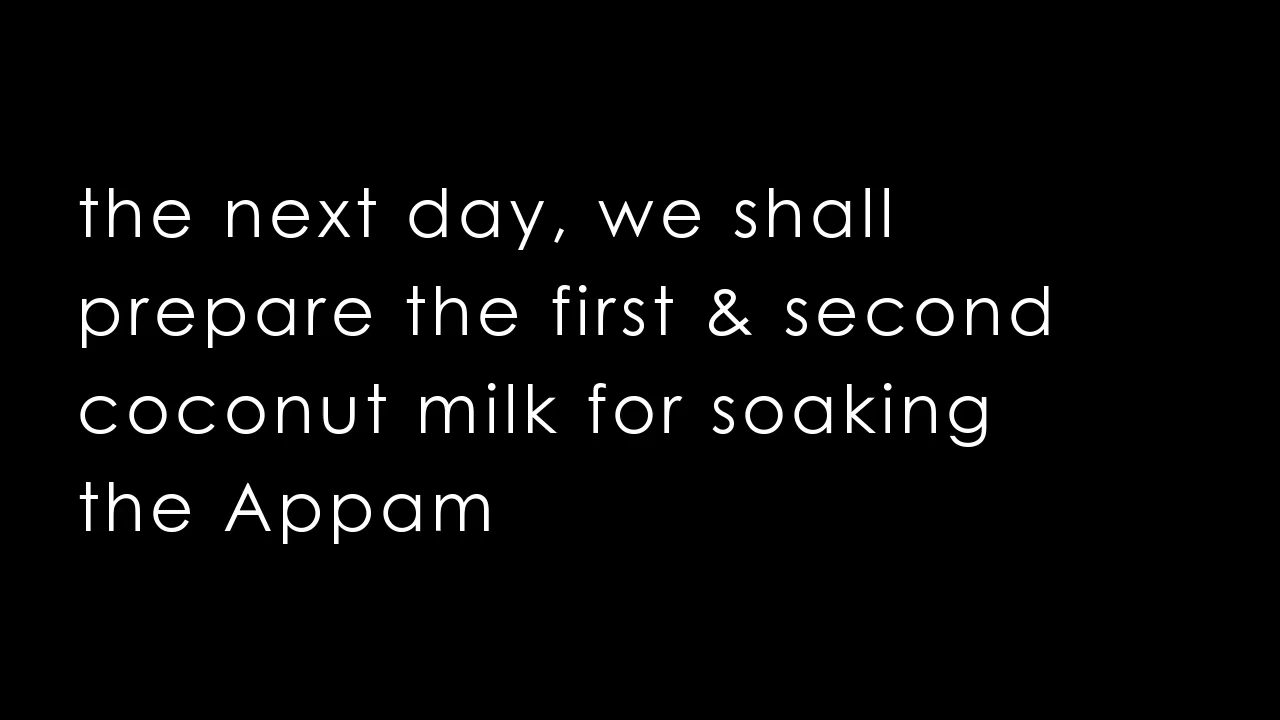 the next day, we shall
prepare the first & second
coconut milk for soaking
the Appam